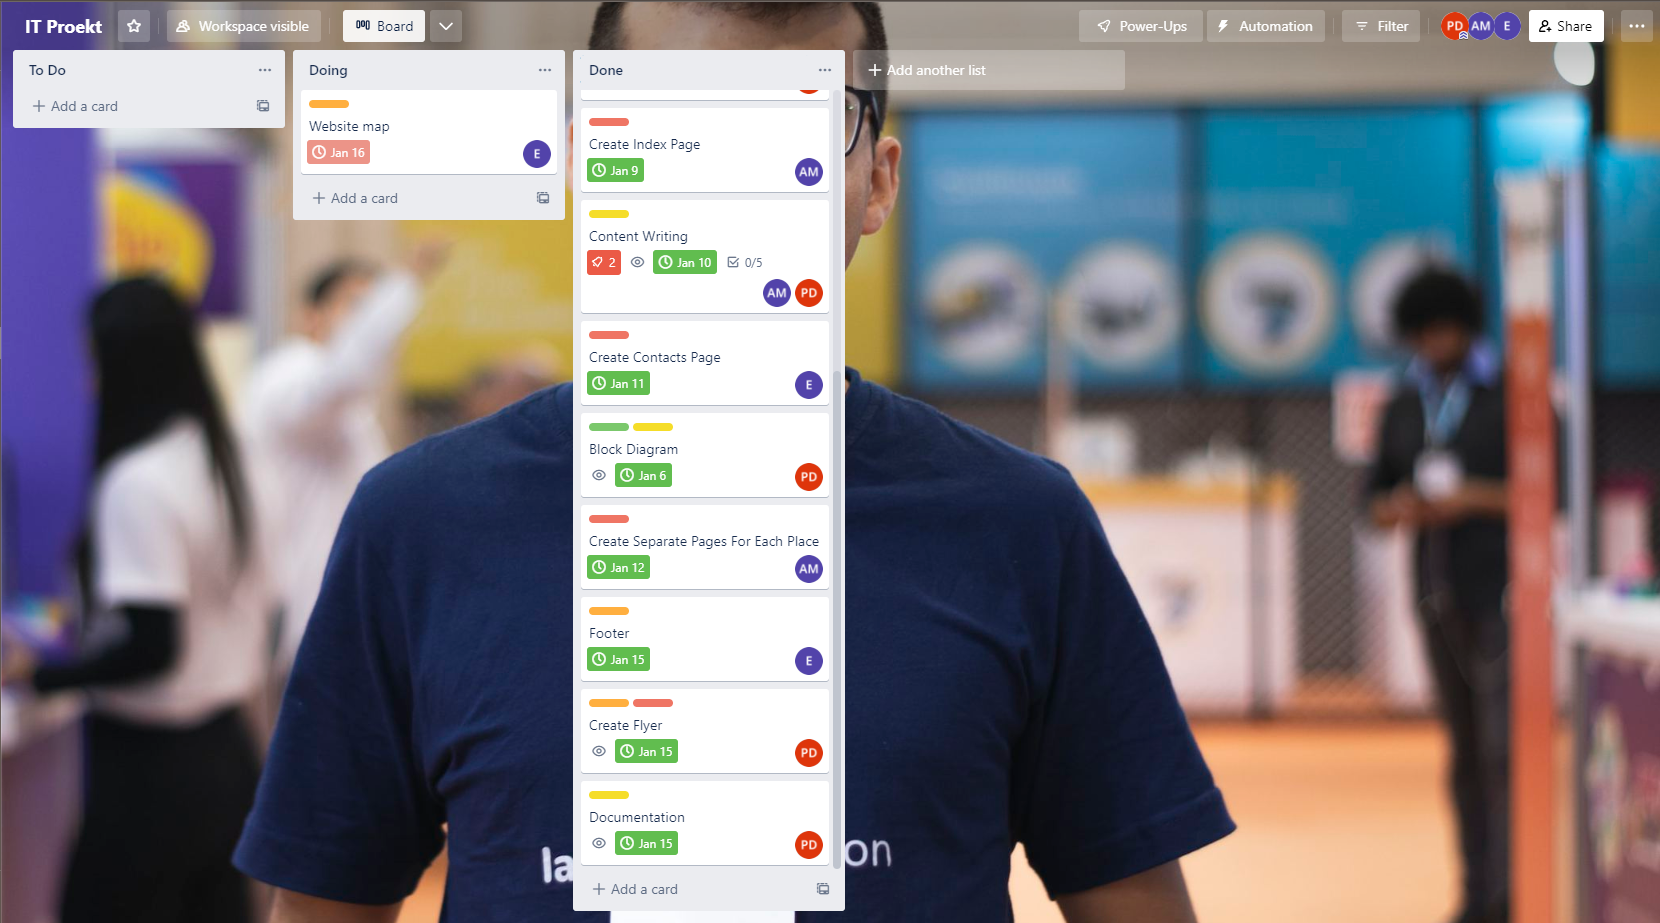 IT Proekt
Workspace visible
Board
Power-Ups
Automation
Filter
PD
AM
E
Share
To Do
Add a card
Doing
Website map
Jan 16
E
Add a card
Done
Create Index Page
Jan 9
AM
Content Writing
2
Jan 10
0/5
AM
PD
Create Contacts Page
Jan 11
E
Block Diagram
Jan 6
PD
Create Separate Pages For Each Place
Jan 12
AM
Footer
Jan 15
E
Create Flyer
Jan 15
PD
Documentation
Jan 15
PD
Add a card
Add another list
la
on